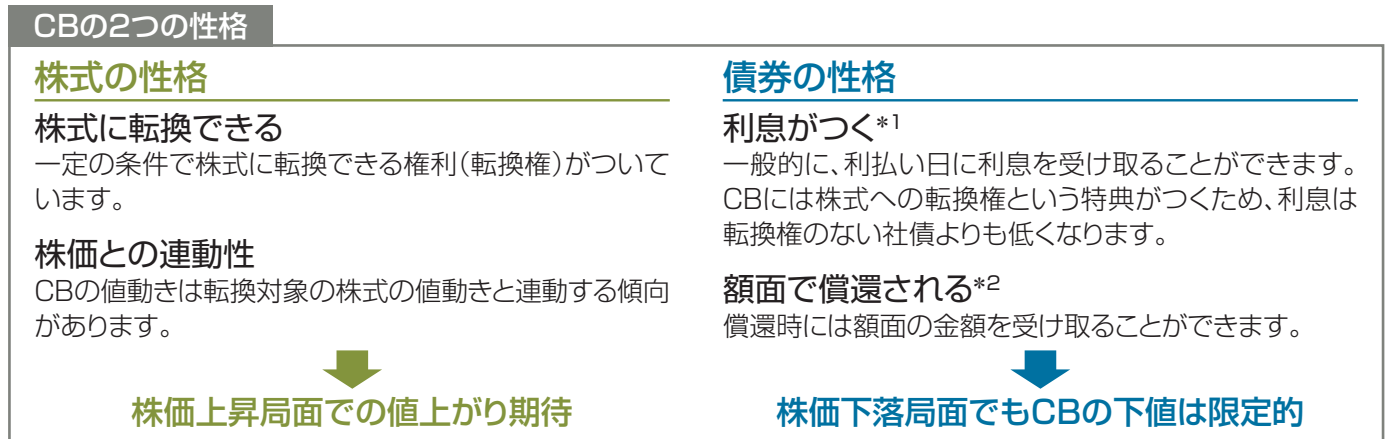 CBの2つの性格
株式の性格
株式に転換できる
一定の条件で株式に転換できる権利（転換権）がついて
います。
株価との連動性
CBの値動きは転換対象の株式の値動きと連動する傾向
があります。
株価上昇局面での値上がり期待
債券の性格
利息がつく*1
一般的に、利払い日に利息を受け取ることができます。
CBには株式への転換権という特典がつくため、利息は
転換権のない社債よりも低くなります。
額面で償還される*2
償還時には額面の金額を受け取ることができます。
株価下落局面でもCBの下値は限定的